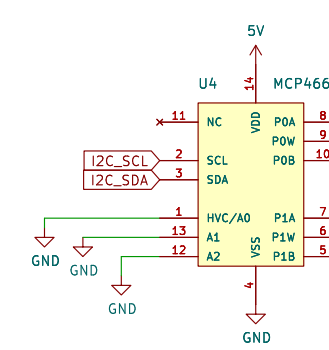 5V
U4 MCP466
14
11 NC VDD P0A 8
P0W 9
I2C_SCL 2 SCL P0B 10
I2C_SDA 3 SDA
1 HVC/A0 P1A 7
13 A1 P1W 6
12 A2 VSS P1B 5
GND
GND
4
GND
GND